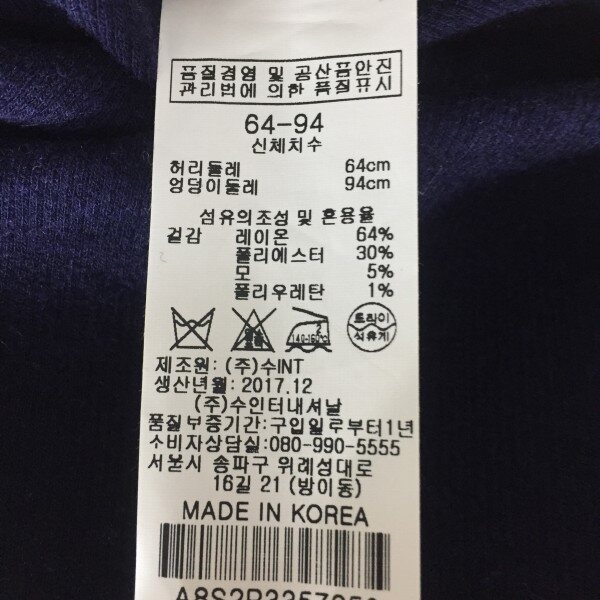 품질경영 및 공산품안전
관리법에 의한 품질표시
64-94
신체치수
허리둘레 64cm
엉덩이둘레 94cm
섬유의조성 및 혼용율
겉감 레이온 64%
폴리에스터 30%
모 5%
폴리우레탄 1%
2
140-160℃
드라이
석유계
제조원: (주)수INT
생산년월: 2017.12
(주)수인터내셔날
품질보증기간:구입일로부터1년
소비자상담실:080-990-5555
서울시 송파구 위례성대로
16길 21 (방이동)
MADE IN KOREA